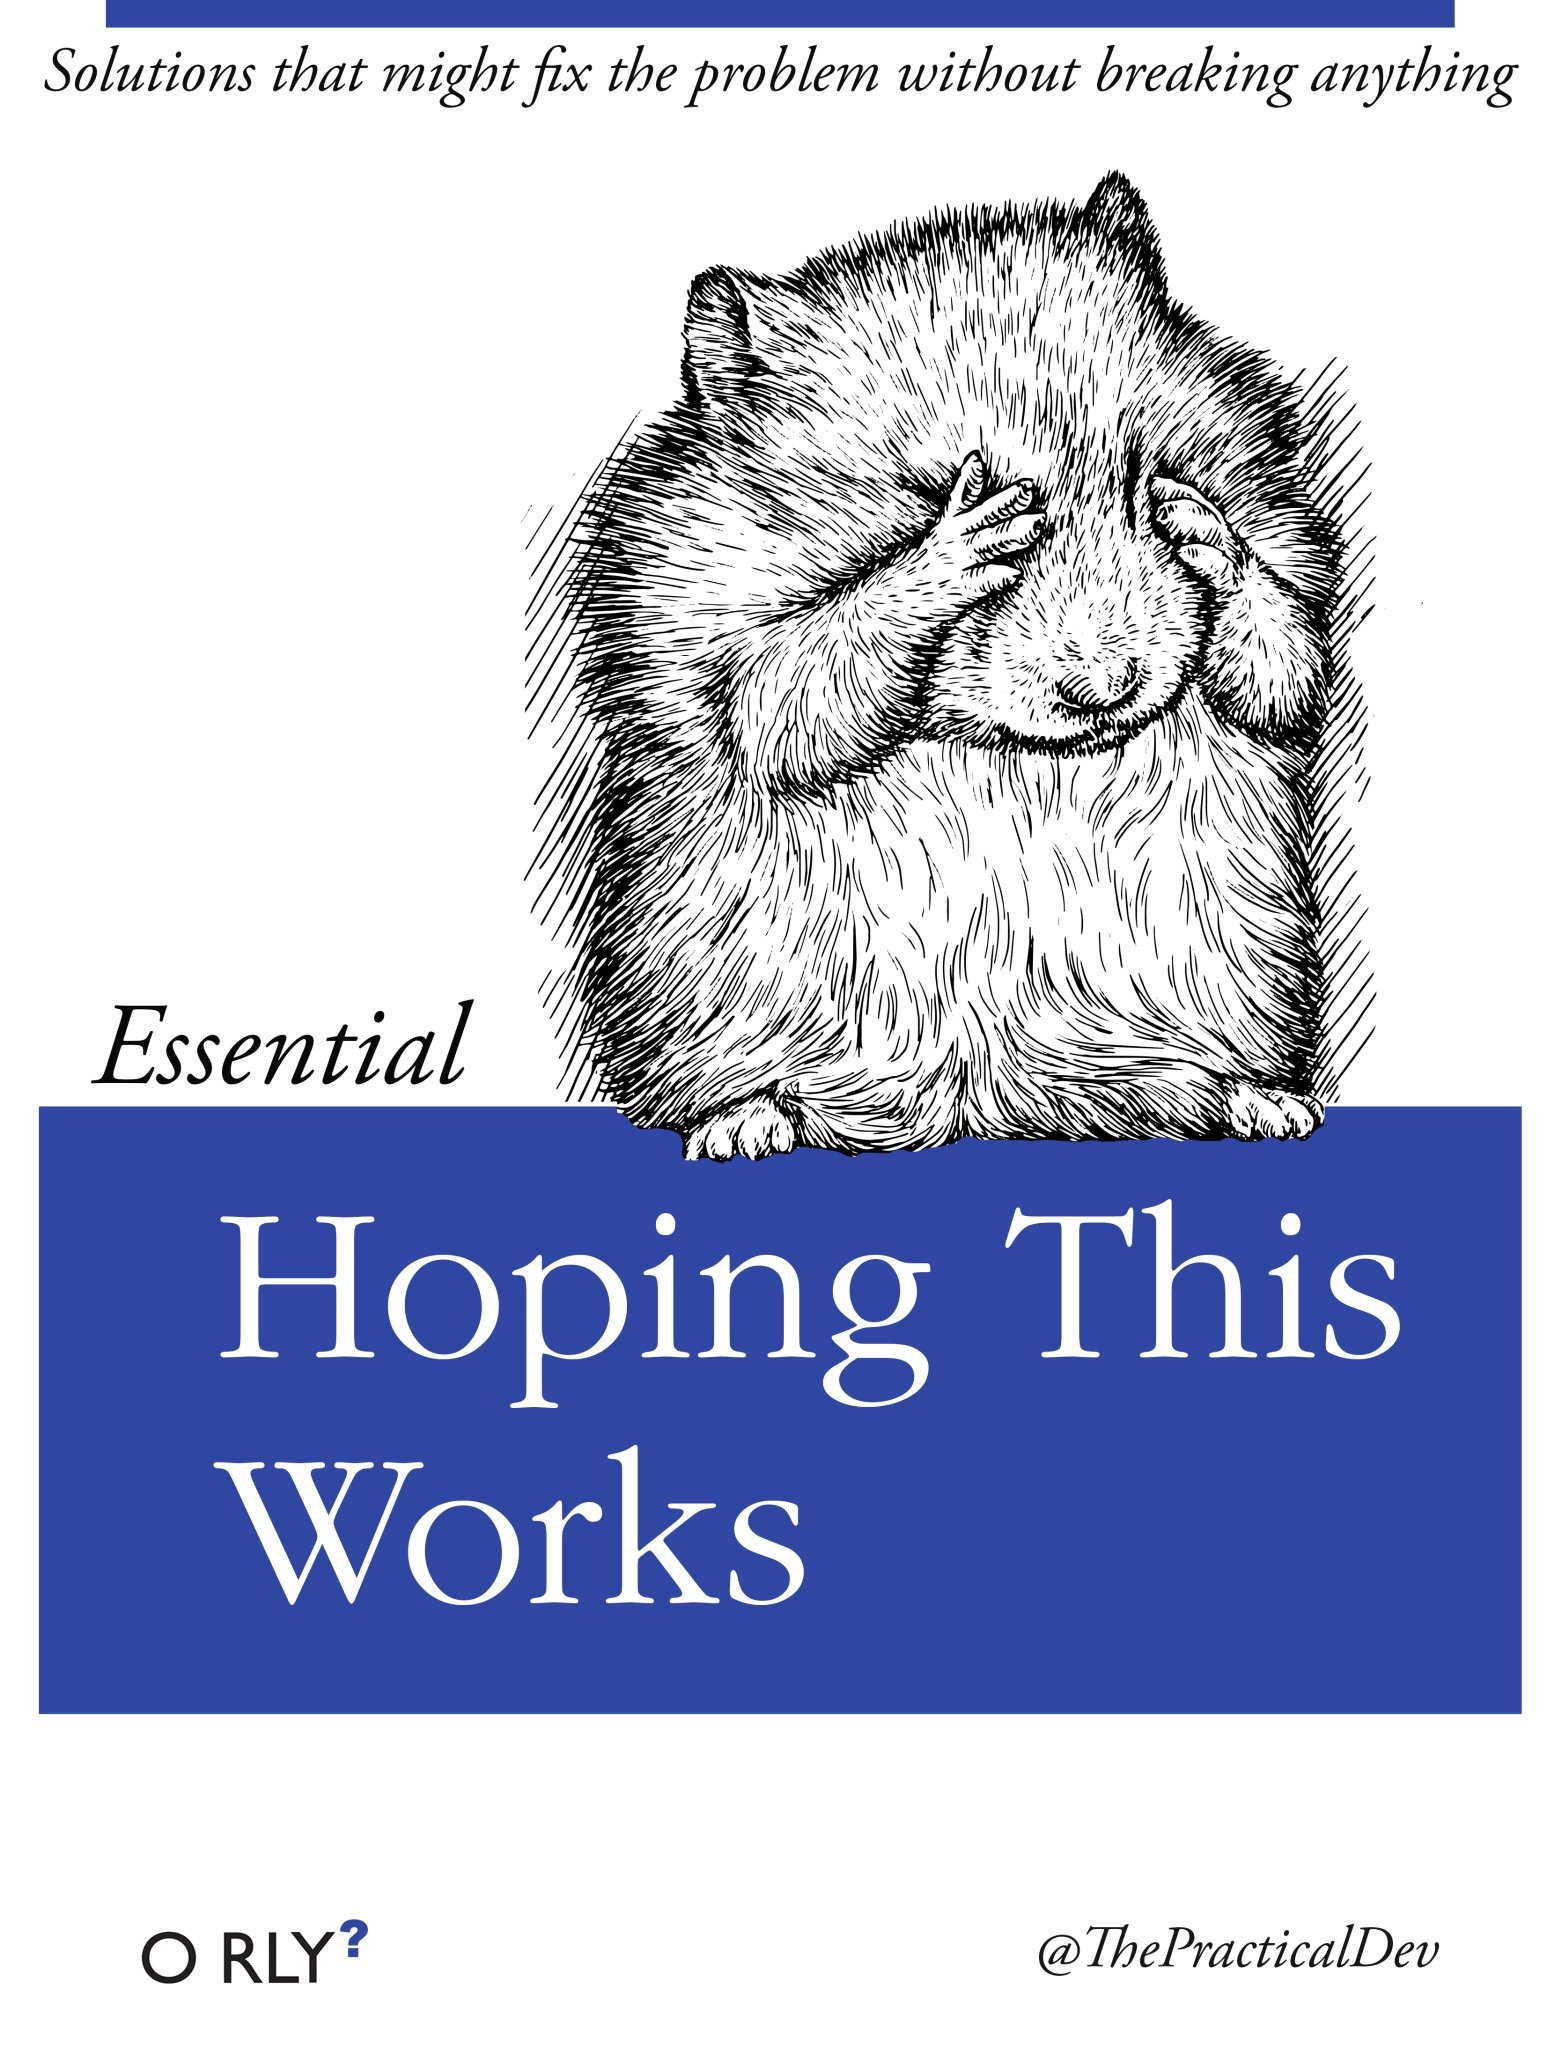 Solutions that might fix the problem without breaking anything
Essential
Hoping This
Works
O RLY?
@ThePracticalDev